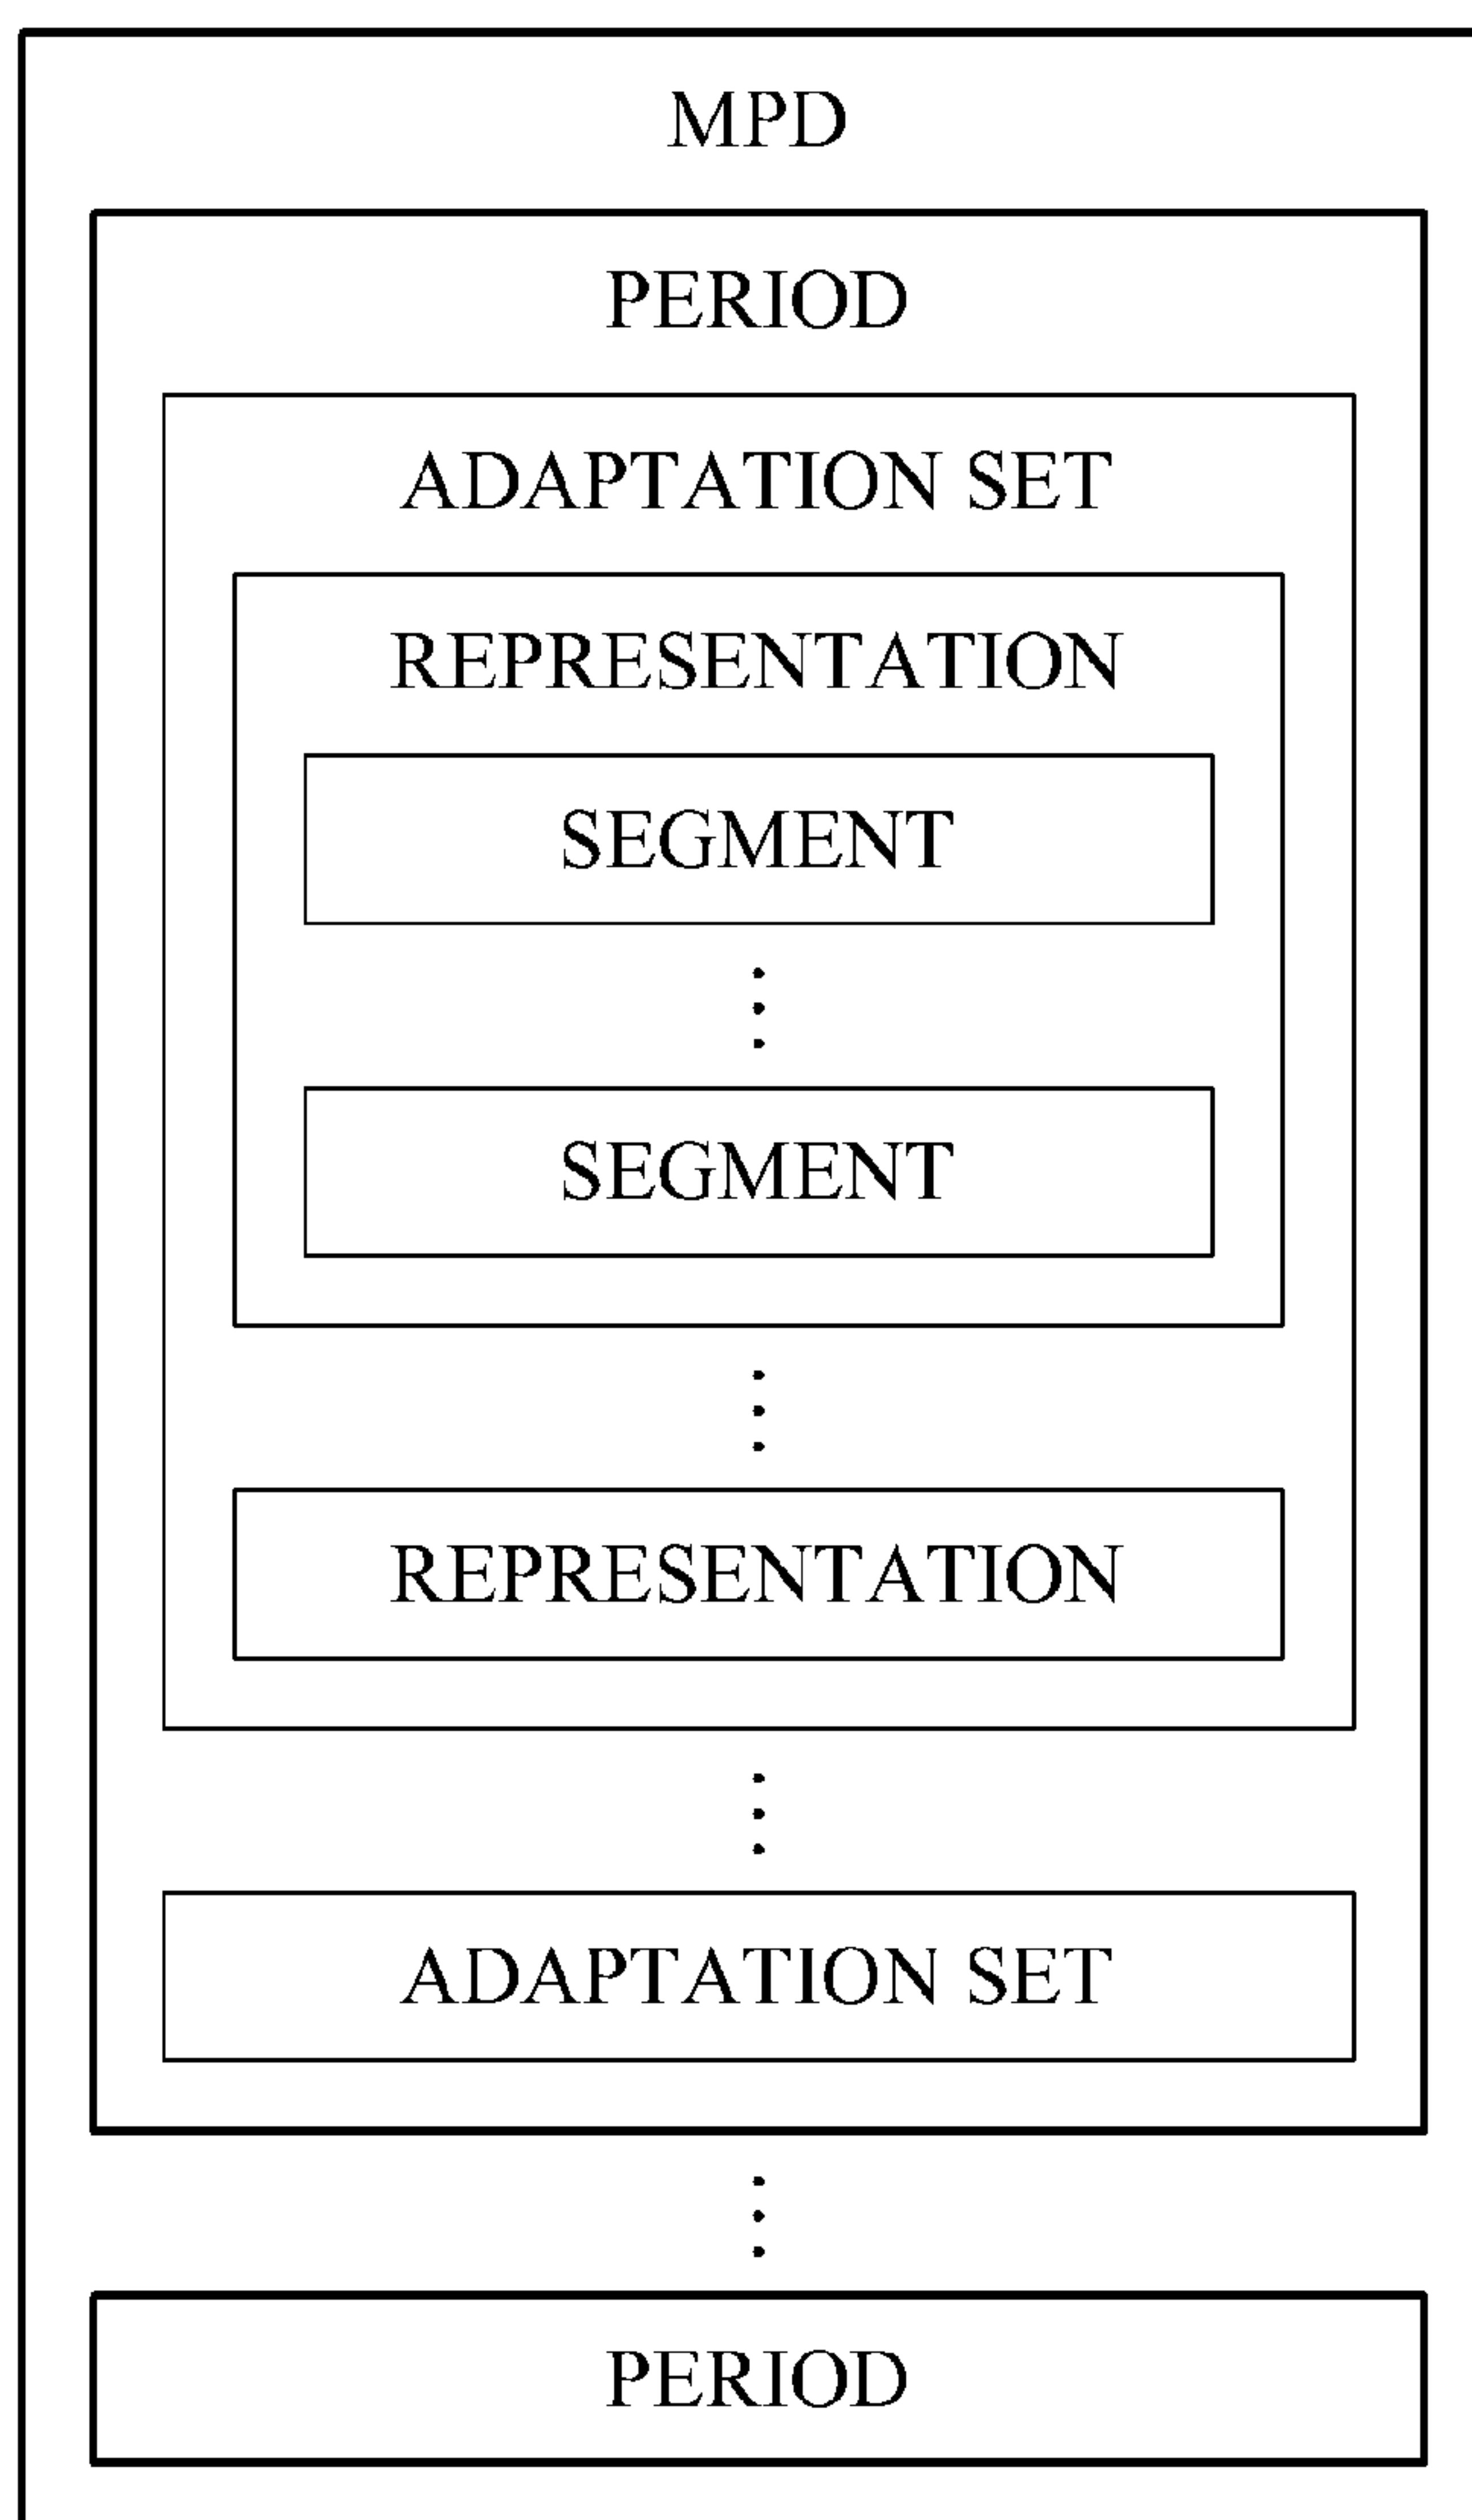 MPD
PERIOD
ADAPTATION SET
REPRESENTATION
SEGMENT
SEGMENT
REPRESENTATION
ADAPTATION SET
PERIOD